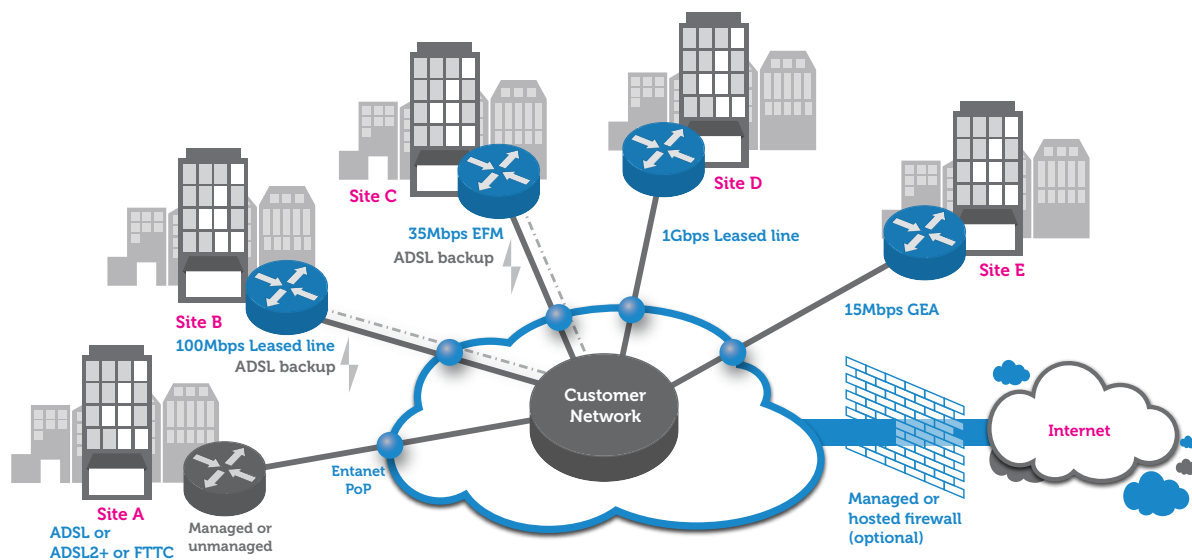 Site C
35Mbps EFM
ADSL backup
Site D
1Gbps Leased line
Site E
15Mbps GEA
Site B
100Mbps Leased line
ADSL backup
Customer
Network
Internet
Entanet
PoP
Site A
ADSL or
ADSL2+ or FTTC
Managed or
unmanaged
Managed or
hosted firewall
(optional)